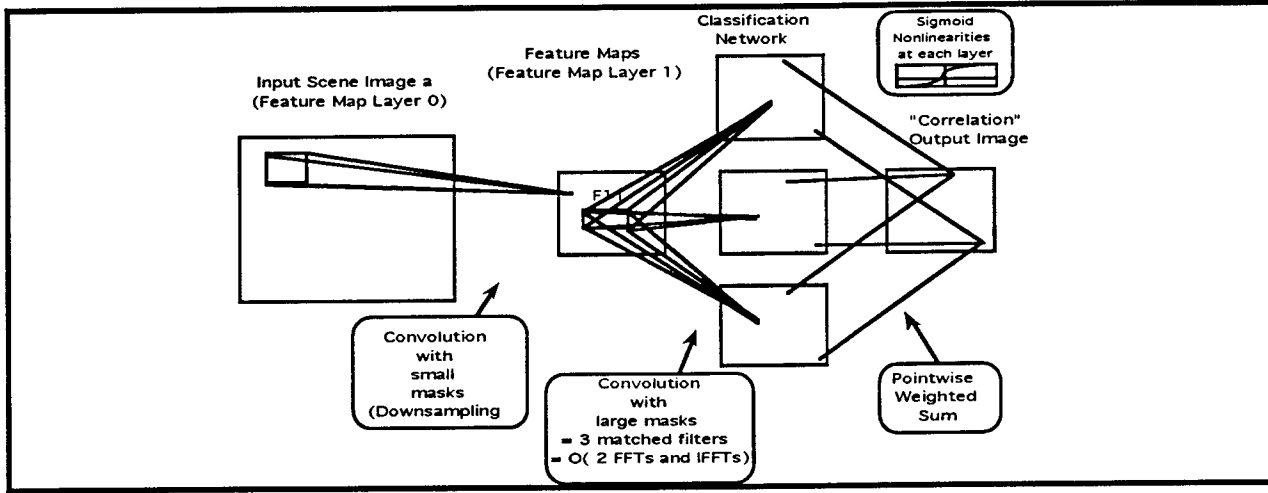 Input Scene Image a
(Feature Map Layer 0)
Feature Maps
(Feature Map Layer 1)
Classification
Network
Sigmoid
Nonlinearities
at each layer
"Correlation"
Output Image
F1
Convolution
with
small
masks
(Downsampling
Convolution
with
large masks
= 3 matched filters
= O( 2 FFTs and IFFTs)
Pointwise
Weighted
Sum